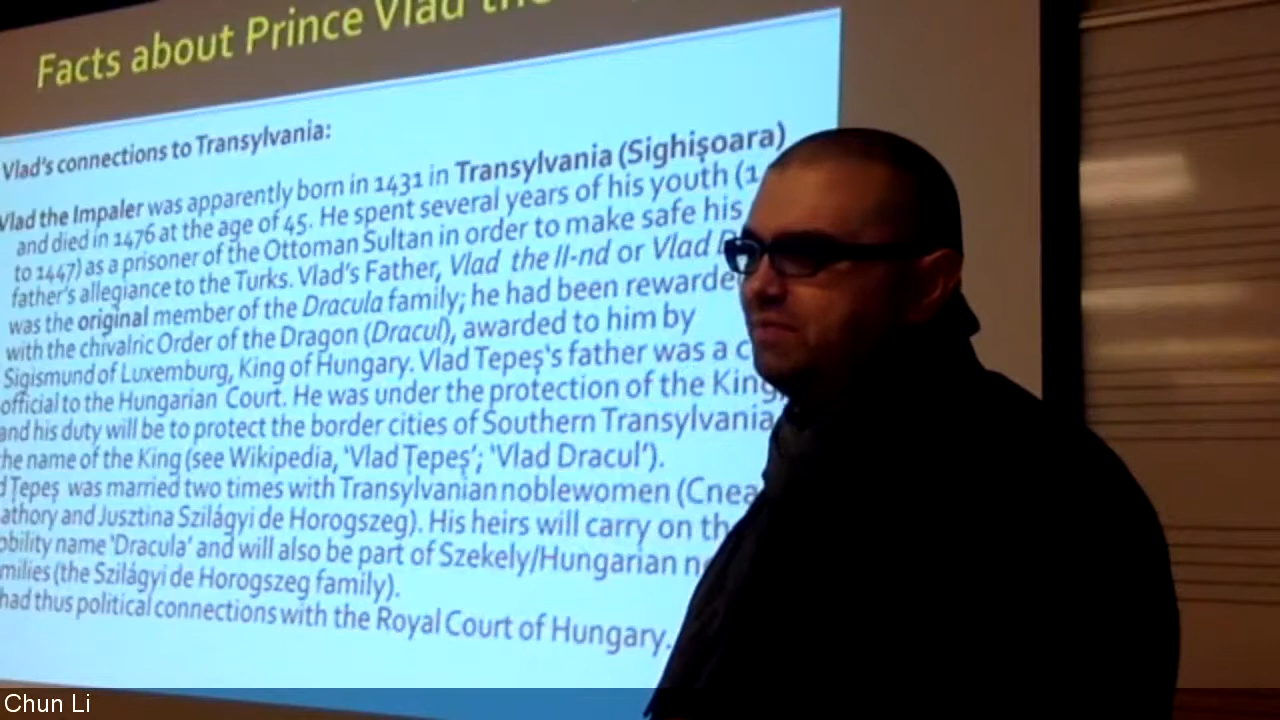 Facts about Prince Vlad the
Vlad's connections to Transylvania:
Vlad the Impaler was apparently born in 1431 in Transylvania (Sighișoara)
and died in 1476 at the age of 45. He spent several years of his youth (1
to 1447) as a prisoner of the Ottoman Sultan in order to make safe his
father's allegiance to the Turks. Vlad's Father, Vlad the II-nd or Vlad D
was the original member of the Dracula family; he had been rewarde
with the chivalric Order of the Dragon (Dracul), awarded to him by
Sigismund of Luxemburg, King of Hungary. Vlad Tepeș's father was a c
official to the Hungarian Court. He was under the protection of the King,
and his duty will be to protect the border cities of Southern Transylvania
he name of the King (see Wikipedia, 'Vlad Țepeș'; 'Vlad Dracul').
d Țepeș was married two times with Transylvanian noblewomen (Cnea
athory and Jusztina Szilágyi de Horogszeg). His heirs will carry on th
obility name 'Dracula' and will also be part of Szekely/Hungarian n
milies (the Szilágyi de Horogszeg family).
had thus political connections with the Royal Court of Hungary.
Chun Li